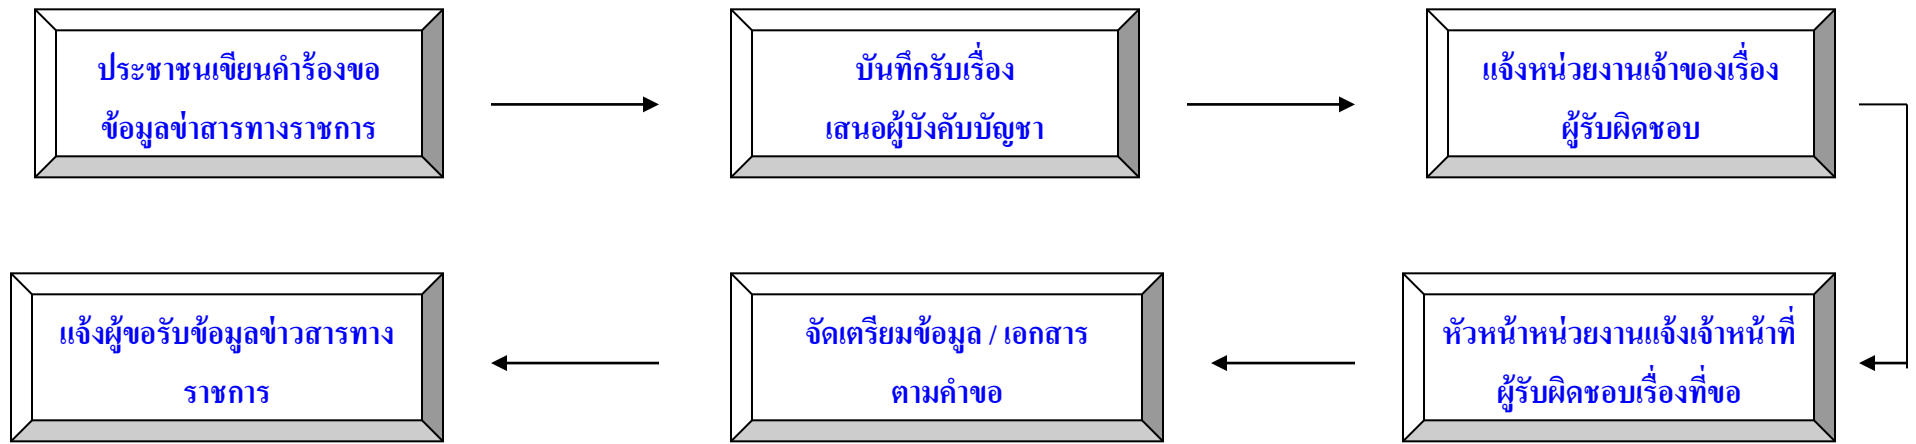 ประชาชนเขียนคำร้องขอ
ข้อมูลข่าสารทางราชการ
บันทึกรับเรื่อง
เสนอผู้บังคับบัญชา
แจ้งหน่วยงานเจ้าของเรื่อง
ผู้รับผิดชอบ
หัวหน้าหน่วยงานแจ้งเจ้าหน้าที่
ผู้รับผิดชอบเรื่องที่ขอ
จัดเตรียมข้อมูล / เอกสาร
ตามคำขอ
แจ้งผู้ขอรับข้อมูลข่าวสารทาง
ราชการ